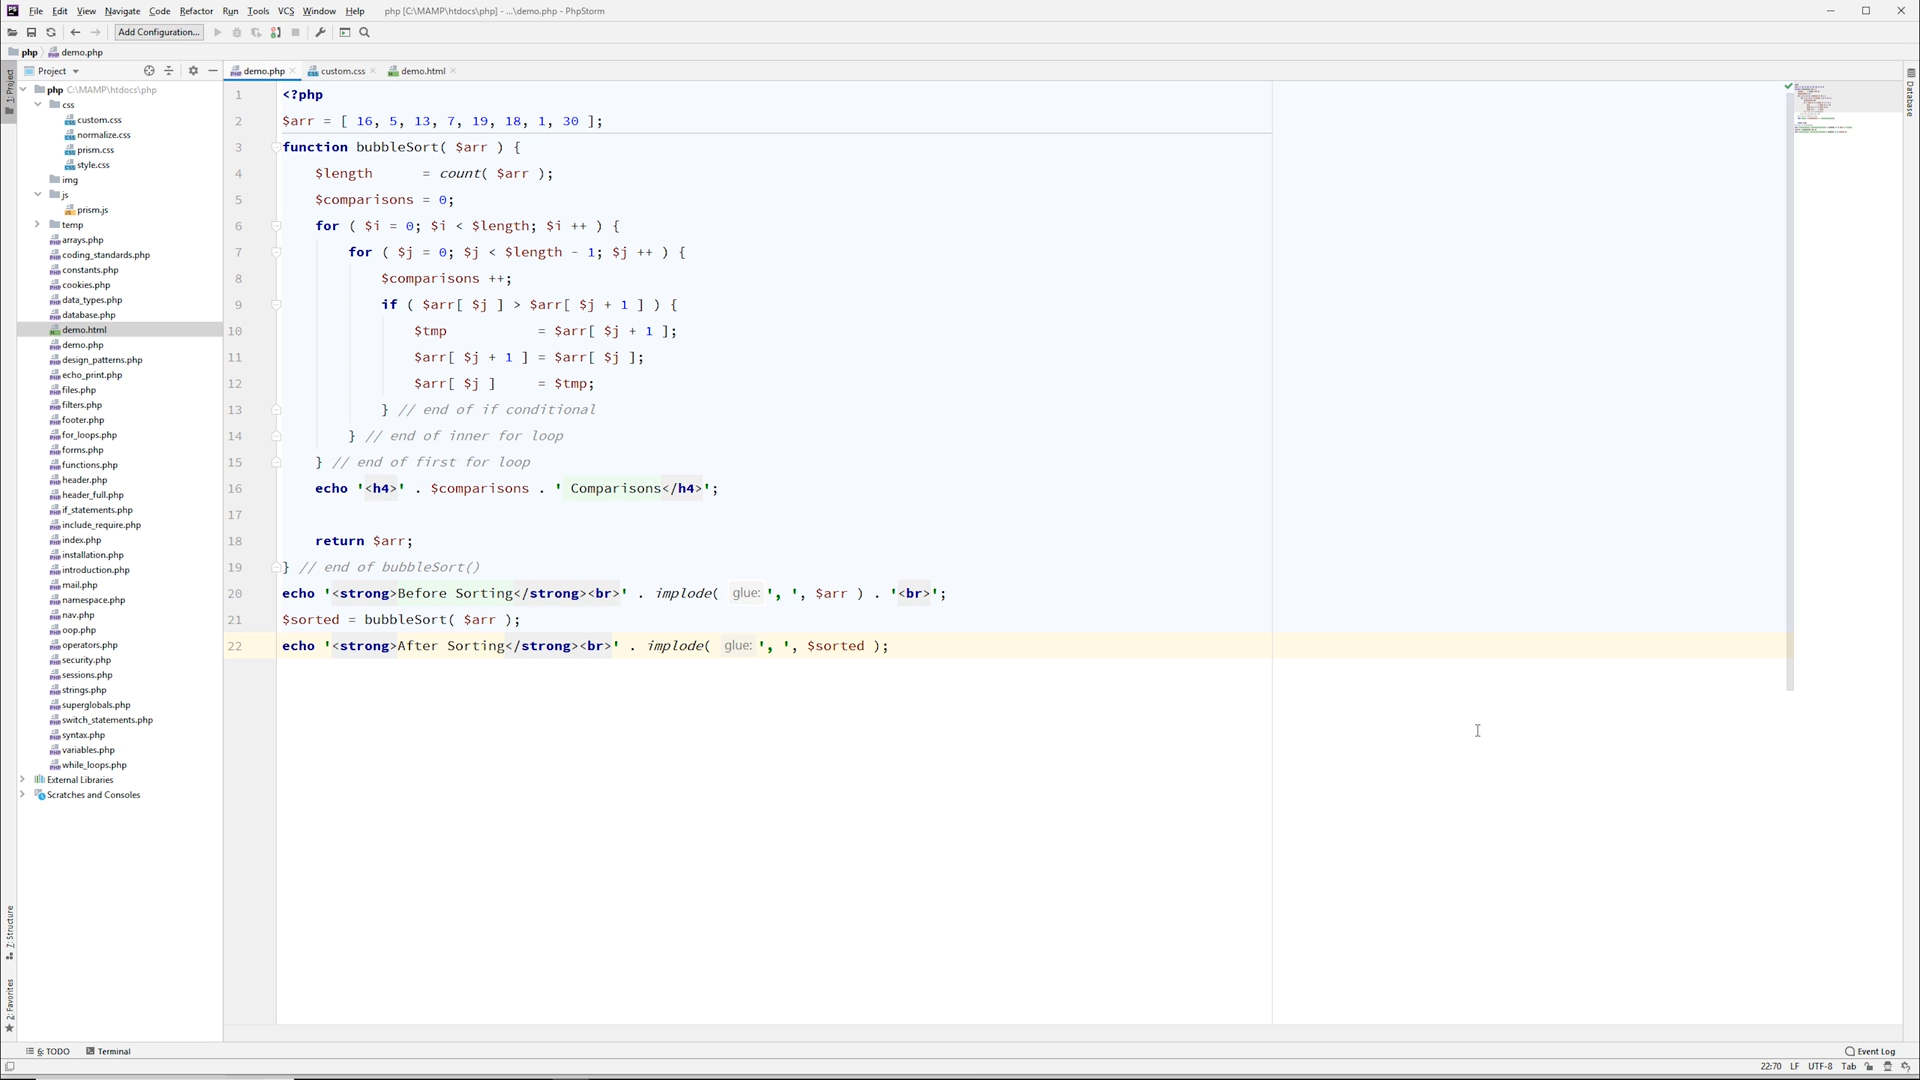 PS File Edit View Navigate Code Refactor Run Tools VCS Window Help php [C:\MAMP\htdocs\php] - ...\demo.php - PhpStorm
Add Configuration...
php demo.php
1: Project
Project
demo.php custom.css demo.html
Database
php C:\MAMP\htdocs\php
css
custom.css
normalize.css
prism.css
style.css
img
js
prism.js
temp
arrays.php
coding_standards.php
constants.php
cookies.php
data_types.php
database.php
demo.html
demo.php
design_patterns.php
echo_print.php
files.php
filters.php
footer.php
for_loops.php
forms.php
functions.php
header.php
header_full.php
if_statements.php
include_require.php
index.php
installation.php
introduction.php
mail.php
namespace.php
nav.php
oop.php
operators.php
security.php
sessions.php
strings.php
superglobals.php
switch_statements.php
syntax.php
variables.php
while_loops.php
External Libraries
Scratches and Consoles
1 <?php
2 $arr = [ 16, 5, 13, 7, 19, 18, 1, 30 ];
3 function bubbleSort( $arr ) {
4 $length      = count( $arr );
5 $comparisons = 0;
6 for ( $i = 0; $i < $length; $i ++ ) {
7 for ( $j = 0; $j < $length - 1; $j ++ ) {
8 $comparisons ++;
9 if ( $arr[ $j ] > $arr[ $j + 1 ] ) {
10 $tmp           = $arr[ $j + 1 ];
11 $arr[ $j + 1 ] = $arr[ $j ];
12 $arr[ $j ]     = $tmp;
13 } // end of if conditional
14 } // end of inner for loop
15 } // end of first for loop
16 echo '<h4>' . $comparisons . ' Comparisons</h4>';
17
18 return $arr;
19 } // end of bubbleSort()
20 echo '<strong>Before Sorting</strong><br>' . implode( glue: ', ', $arr ) . '<br>';
21 $sorted = bubbleSort( $arr );
22 echo '<strong>After Sorting</strong><br>' . implode( glue: ', ', $sorted );
Z: Structure
2: Favorites
6: TODO Terminal Event Log
22:70 LF UTF-8 Tab